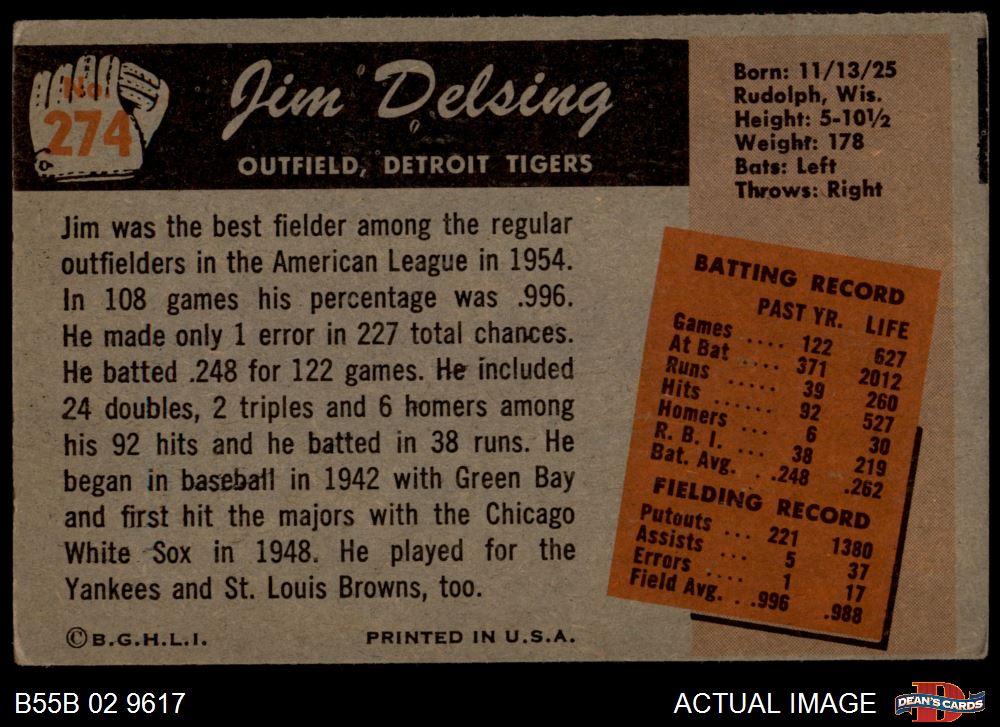 No.
274
Jim Delsing
OUTFIELD, DETROIT TIGERS
Born: 11/13/25
Rudolph, Wis.
Height: 5-10½
Weight: 178
Bats: Left
Throws: Right
Jim was the best fielder among the regular
outfielders in the American League in 1954.
In 108 games his percentage was .996.
He made only 1 error in 227 total chances.
He batted .248 for 122 games. He included
24 doubles, 2 triples and 6 homers among
his 92 hits and he batted in 38 runs. He
began in baseball in 1942 with Green Bay
and first hit the majors with the Chicago
White Sox in 1948. He played for the
Yankees and St. Louis Browns, too.
BATTING RECORD
PAST YR. LIFE
Games .... 122 627
At Bat .... 371 2012
Runs ..... 39 260
Hits ...... 92 527
Homers ... 6 30
R. B. I. ... 38 219
Bat. Avg. . .248 .262
FIELDING RECORD
Putouts ... 221 1380
Assists ... 5 37
Errors .... 1 17
Field Avg. . .996 .988
©B.G.H.L.I. PRINTED IN U.S.A.
B55B 02 9617
ACTUAL IMAGE
D
DEAN'S CARDS